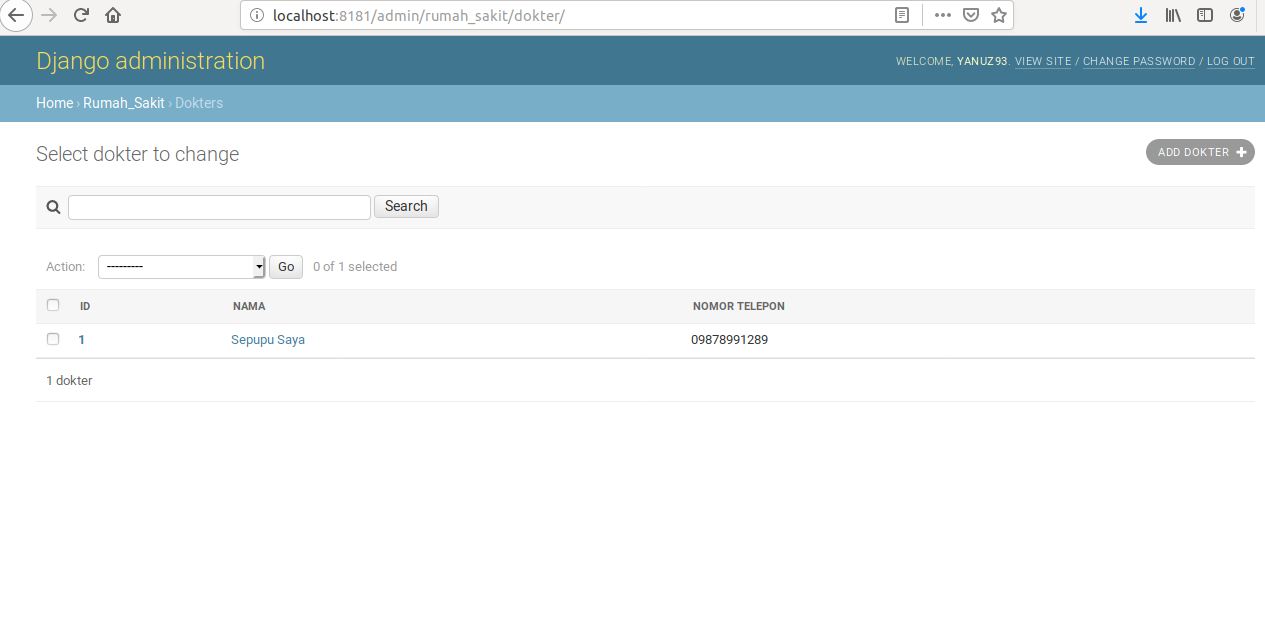 localhost:8181/admin/rumah_sakit/dokter/
Django administration
WELCOME, YANUZ93. VIEW SITE / CHANGE PASSWORD / LOG OUT
Home › Rumah_Sakit › Dokters
Select dokter to change
ADD DOKTER +
Search
Action: --------- Go 0 of 1 selected
ID NAMA NOMOR TELEPON
1 Sepupu Saya 09878991289
1 dokter